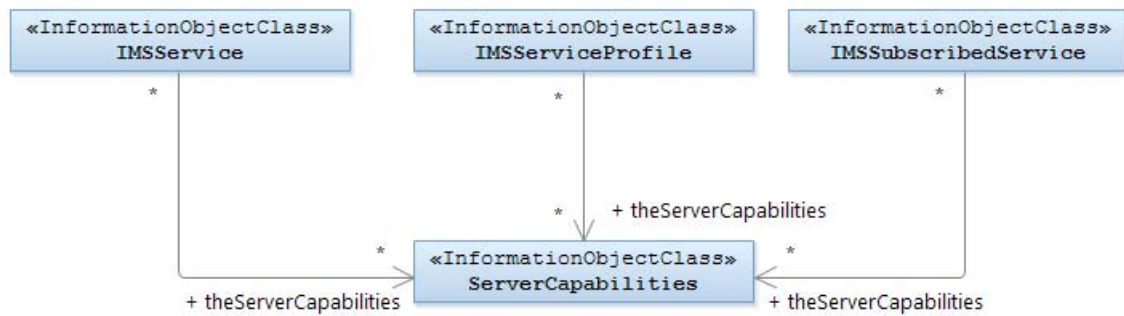 «InformationObjectClass»
IMSService
«InformationObjectClass»
IMSServiceProfile
«InformationObjectClass»
IMSSubscribedService
*
*
*
*
+ theServerCapabilities
*
*
«InformationObjectClass»
ServerCapabilities
+ theServerCapabilities
+ theServerCapabilities